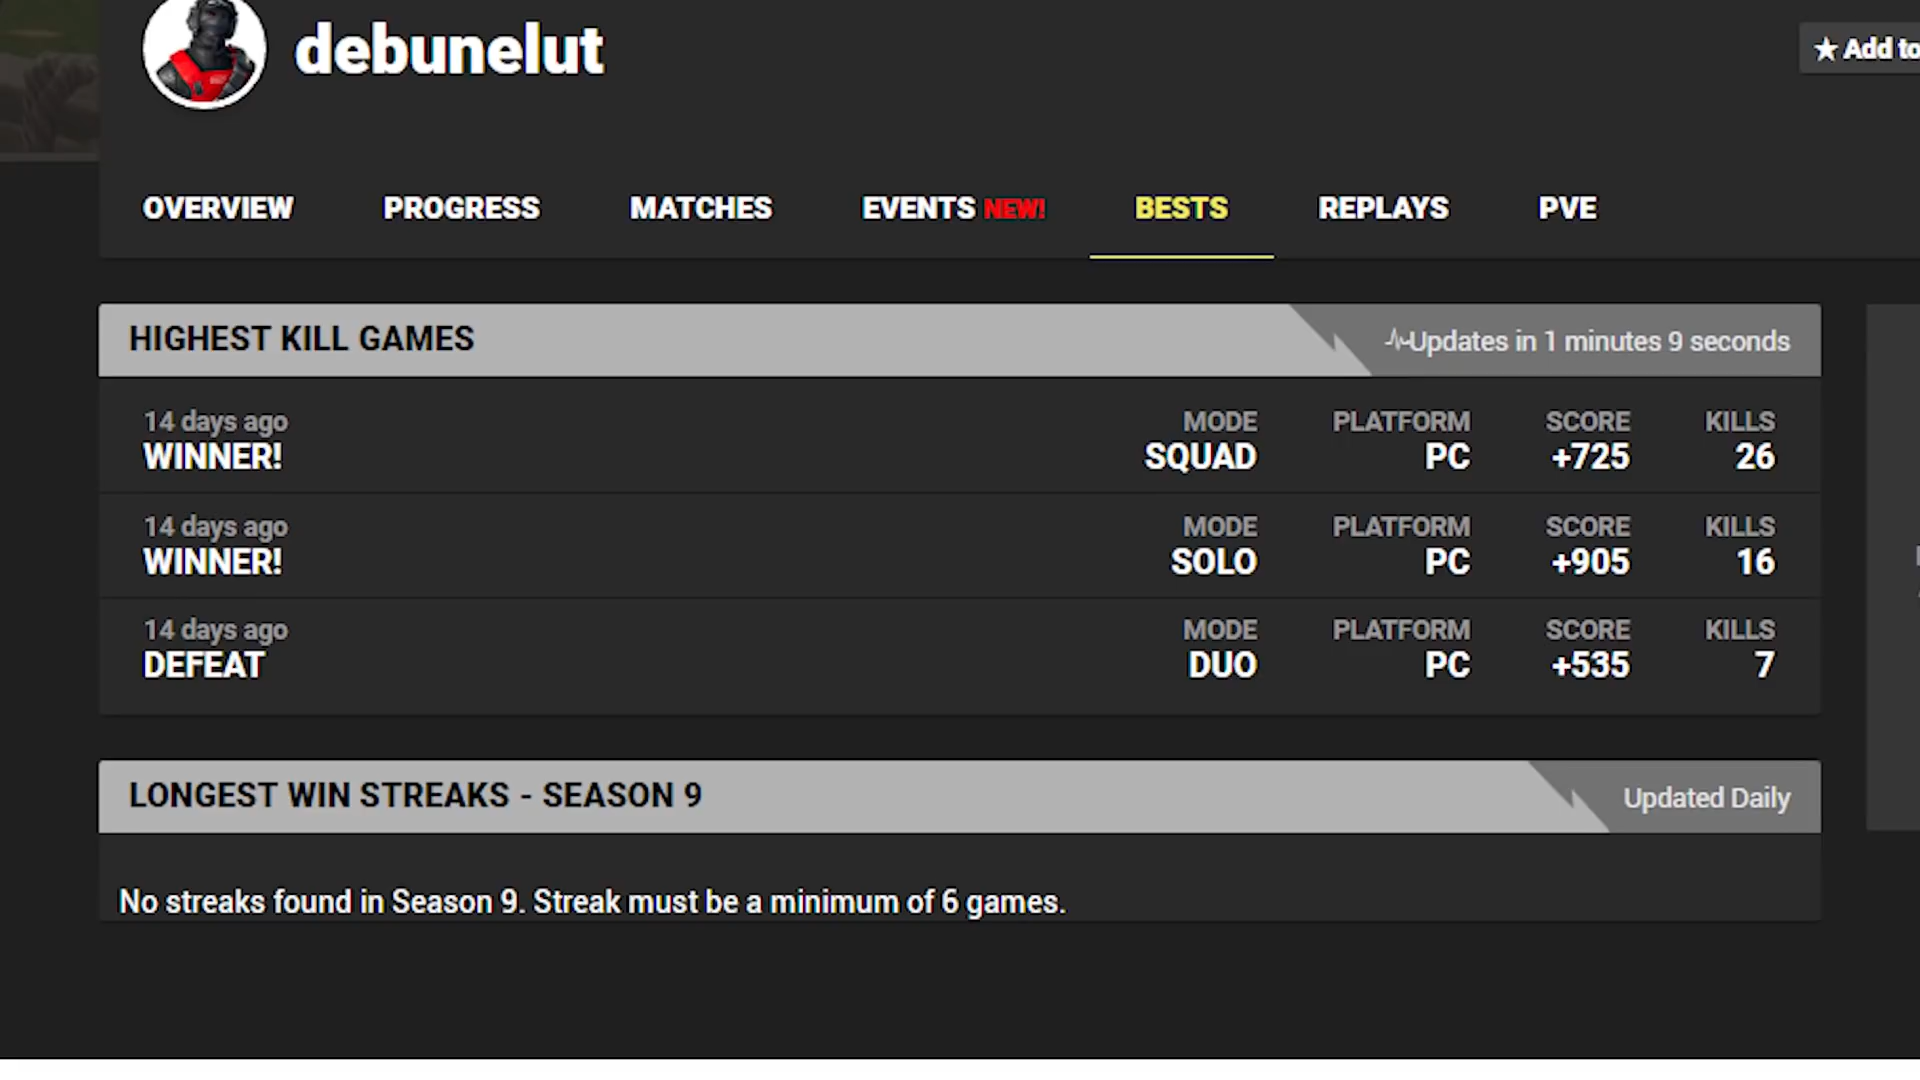 debunelut
★ Add to
OVERVIEW PROGRESS MATCHES EVENTS NEW! BESTS REPLAYS PVE
HIGHEST KILL GAMES Updates in 1 minutes 9 seconds
14 days ago MODE PLATFORM SCORE KILLS
WINNER! SQUAD PC +725 26
14 days ago MODE PLATFORM SCORE KILLS
WINNER! SOLO PC +905 16
14 days ago MODE PLATFORM SCORE KILLS
DEFEAT DUO PC +535 7
LONGEST WIN STREAKS - SEASON 9 Updated Daily
No streaks found in Season 9. Streak must be a minimum of 6 games.